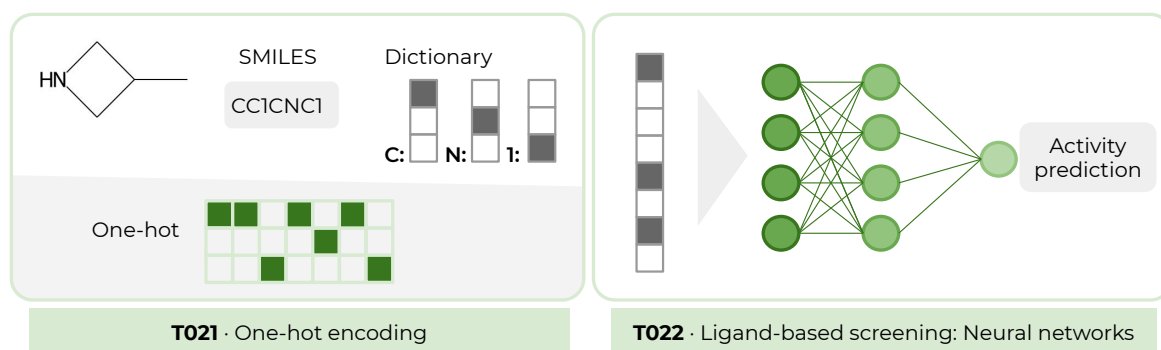 HN
SMILES
CC1CNC1
Dictionary
C: N: 1:
One-hot
T021 · One-hot encoding
Activity
prediction
T022 · Ligand-based screening: Neural networks